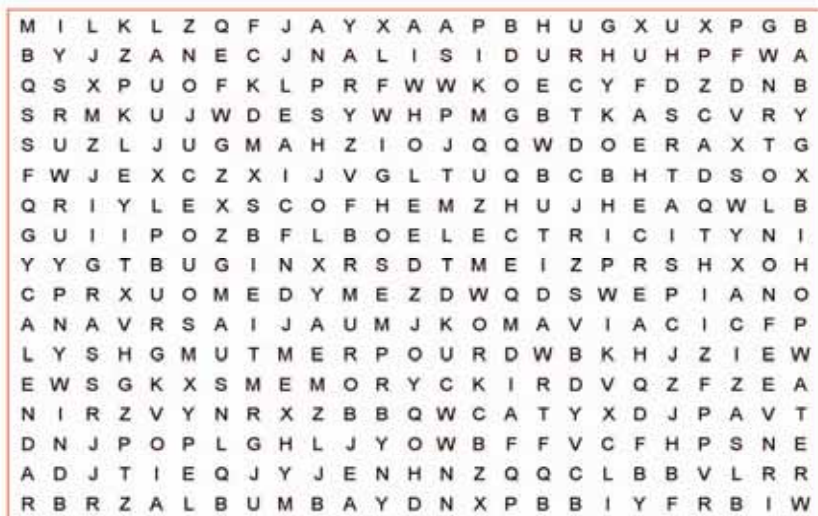 M I L K L Z Q F J A Y X A A P B H U G X U X P G B
B Y J Z A N E C J N A L I S I D U R H U H P F W A
Q S X P U O F K L P R F W W K O E C Y F D Z D N B
S R M K U J W D E S Y W H P M G B T K A S C V R Y
S U Z L J U G M A H Z I O J Q Q W D O E R A X T G
F W J E X C Z X I J V G L T U Q B C B H T D S O X
Q R I Y L E X S C O F H E M Z H U J H E A Q W L B
G U I I P O Z B F L B O E L E C T R I C I T Y N I
Y Y G T B U G I N X R S D T M E I Z P R S H X O H
C P R X U O M E D Y M E Z D W Q D S W E P I A N O
A N A V R S A I J A U M J K O M A V I A C I C F P
L Y S H G M U T M E R P O U R D W B K H J Z I E W
E W S G K X S M E M O R Y C K I R D V Q Z F Z E A
N I R Z V Y N R X Z B B Q W C A T Y X D J P A V T
D N J P O P L G H L J Y O W B F F V C F H P S N E
A D J T I E Q J Y J E N H N Z Q Q C L B B V L R R
R B R Z A L B U M B A Y D N X P B B I Y F R B I W